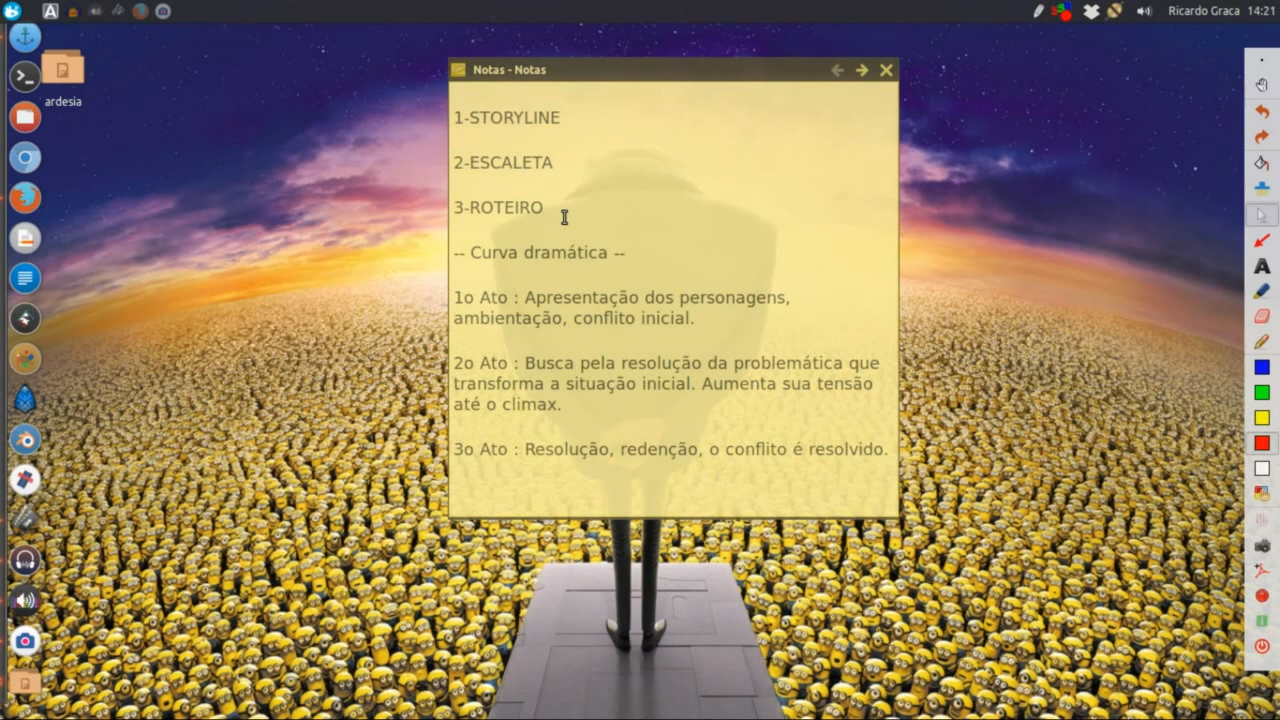 Ricardo Graca 14:21
ardesia
Notas - Notas
1-STORYLINE
2-ESCALETA
3-ROTEIRO
-- Curva dramática --
1o Ato : Apresentação dos personagens,
ambientação, conflito inicial.
2o Ato : Busca pela resolução da problemática que
transforma a situação inicial. Aumenta sua tensão
até o climax.
3o Ato : Resolução, redenção, o conflito é resolvido.